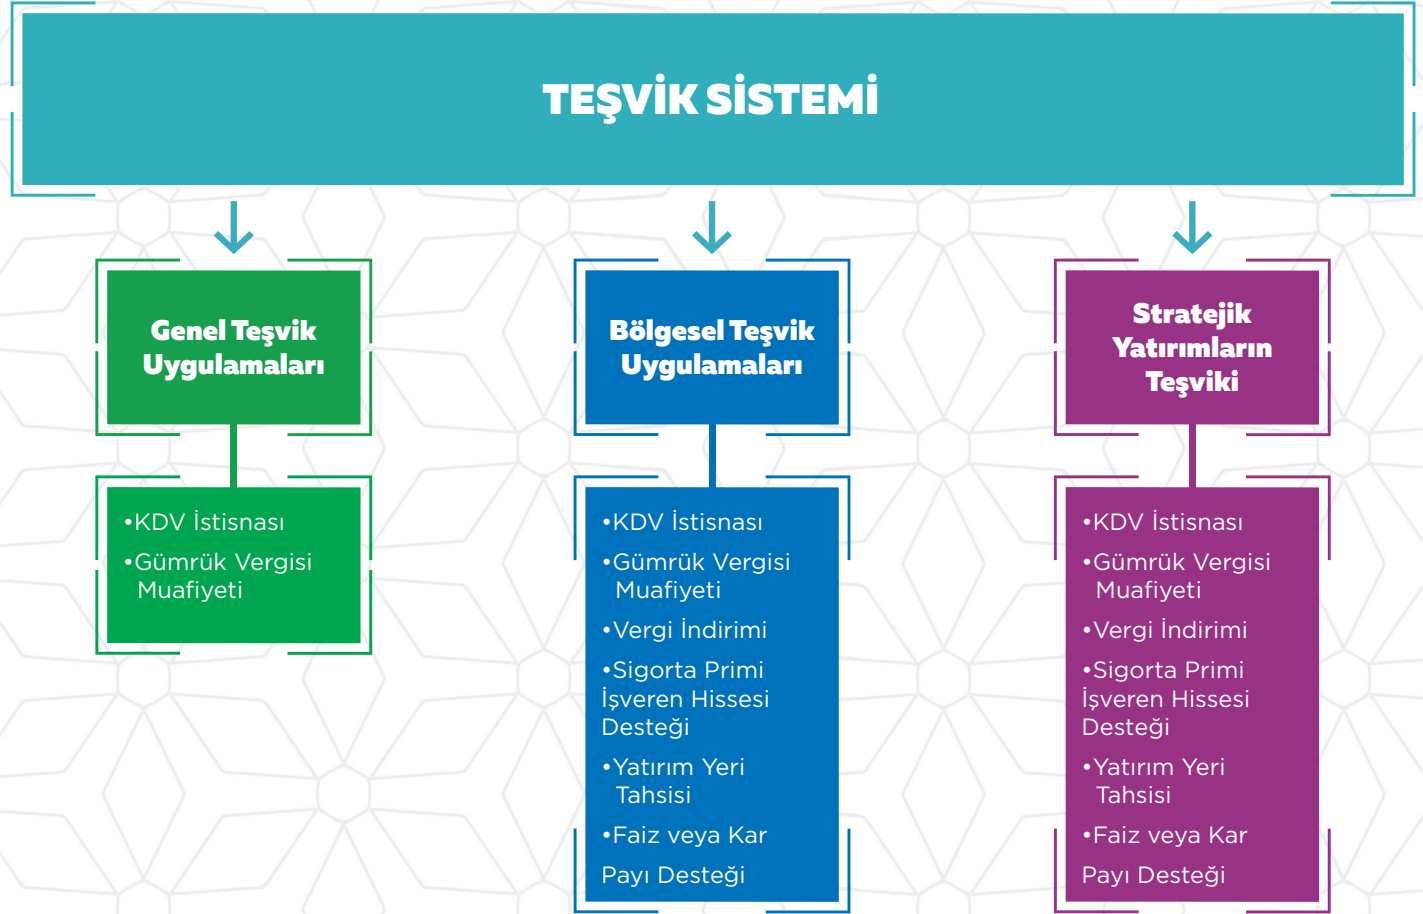 TEŞVİK SİSTEMİ
Genel Teşvik
Uygulamaları
•KDV İstisnası
•Gümrük Vergisi
Muafiyeti
Bölgesel Teşvik
Uygulamaları
•KDV İstisnası
•Gümrük Vergisi
Muafiyeti
•Vergi İndirimi
•Sigorta Primi
İşveren Hissesi
Desteği
•Yatırım Yeri
Tahsisi
•Faiz veya Kar
Payı Desteği
Stratejik
Yatırımların
Teşviki
•KDV İstisnası
•Gümrük Vergisi
Muafiyeti
•Vergi İndirimi
•Sigorta Primi
İşveren Hissesi
Desteği
•Yatırım Yeri
Tahsisi
•Faiz veya Kar
Payı Desteği